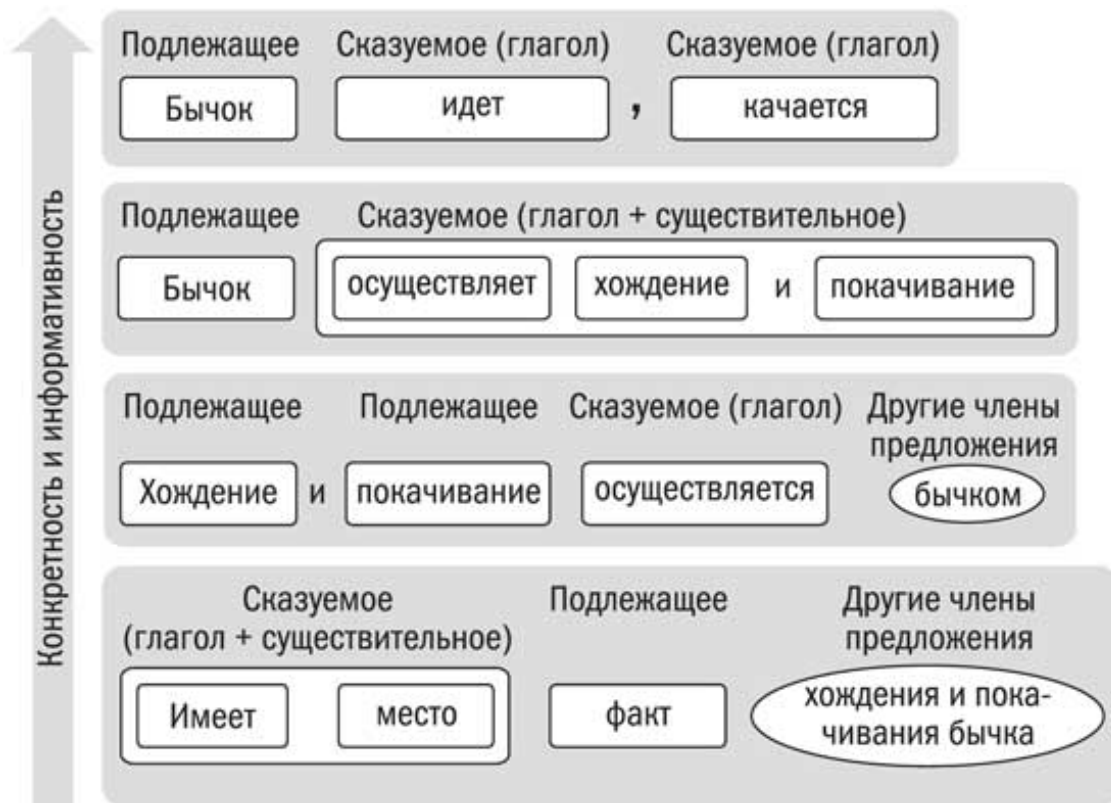 Конкретность и информативность
Подлежащее Сказуемое (глагол) Сказуемое (глагол)
Бычок идет , качается
Подлежащее Сказуемое (глагол + существительное)
Бычок осуществляет хождение и покачивание
Подлежащее Подлежащее Сказуемое (глагол) Другие члены
предложения
Хождение и покачивание осуществляется бычком
Сказуемое Подлежащее Другие члены
(глагол + существительное) предложения
Имеет место факт хождения и пока-
чивания бычка